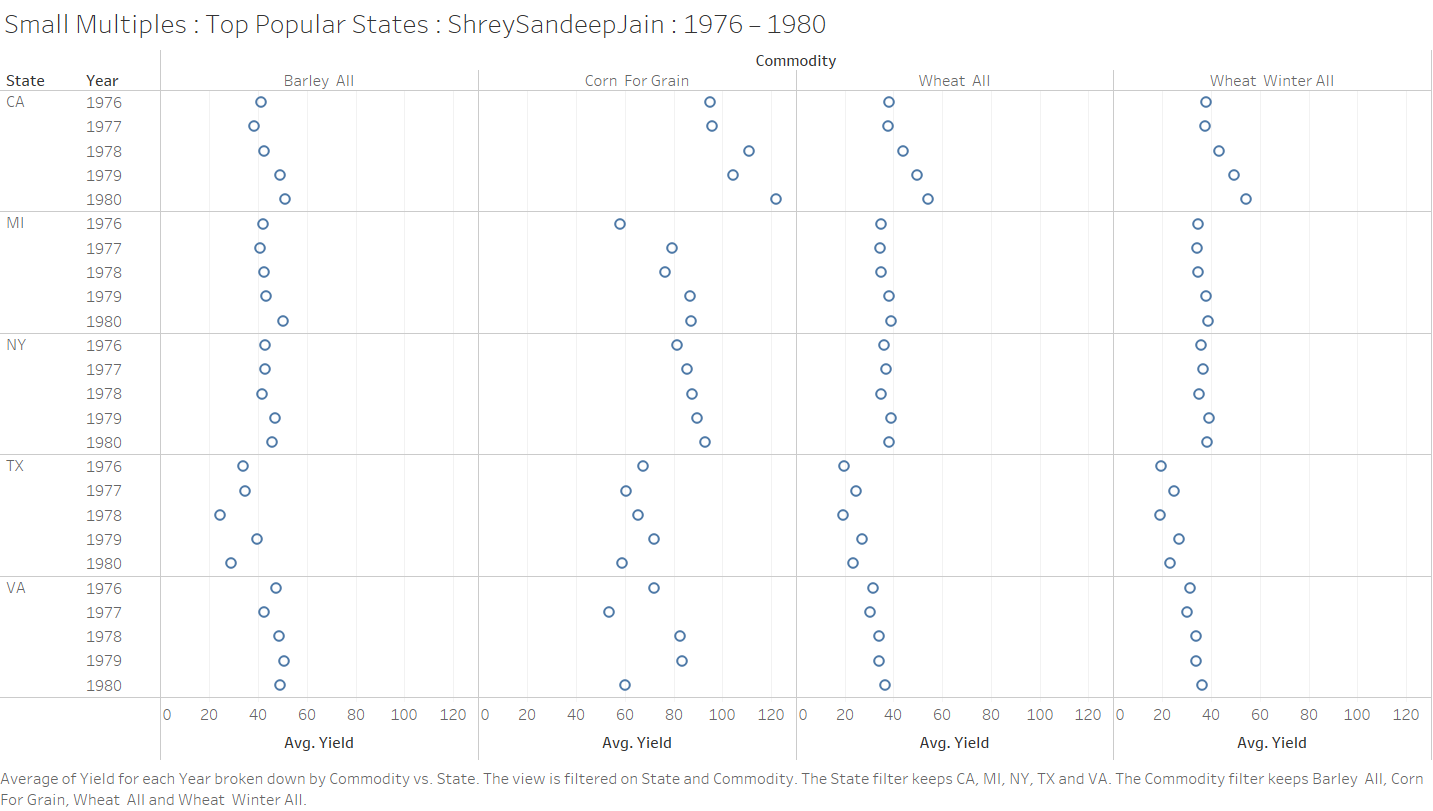 Small Multiples : Top Popular States : ShreySandeepJain : 1976 – 1980
Commodity
State Year Barley All Corn For Grain Wheat All Wheat Winter All
CA 1976
1977
1978
1979
1980
MI 1976
1977
1978
1979
1980
NY 1976
1977
1978
1979
1980
TX 1976
1977
1978
1979
1980
VA 1976
1977
1978
1979
1980
0 20 40 60 80 100 120 0 20 40 60 80 100 120 0 20 40 60 80 100 120 0 20 40 60 80 100 120
Avg. Yield Avg. Yield Avg. Yield Avg. Yield
Average of Yield for each Year broken down by Commodity vs. State. The view is filtered on State and Commodity. The State filter keeps CA, MI, NY, TX and VA. The Commodity filter keeps Barley All, Corn
For Grain, Wheat All and Wheat Winter All.